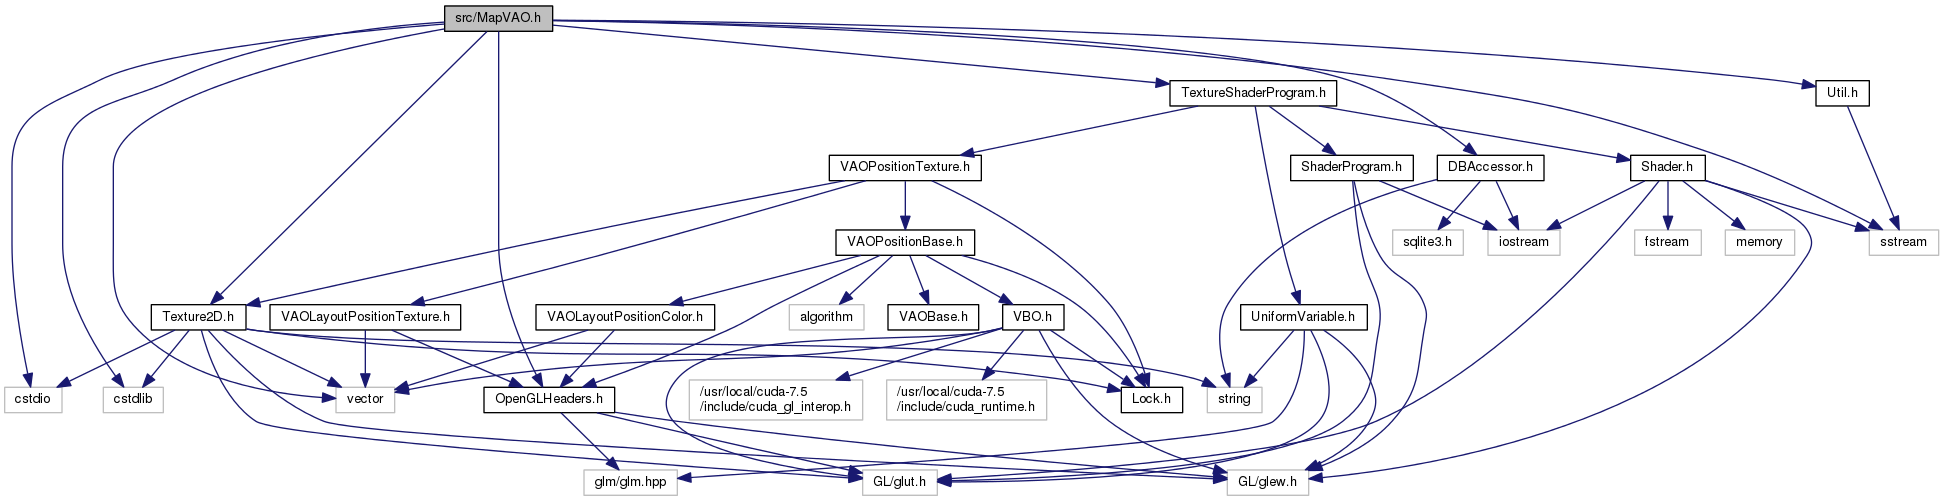 src/MapVAO.h
TextureShaderProgram.h
Util.h
VAOPositionTexture.h
ShaderProgram.h
DBAccessor.h
Shader.h
VAOPositionBase.h
sqlite3.h
iostream
fstream
memory
sstream
Texture2D.h
VAOLayoutPositionTexture.h
VAOLayoutPositionColor.h
algorithm
VAOBase.h
VBO.h
UniformVariable.h
cstdio
cstdlib
vector
OpenGLHeaders.h
/usr/local/cuda-7.5
/include/cuda_gl_interop.h
/usr/local/cuda-7.5
/include/cuda_runtime.h
Lock.h
string
glm/glm.hpp
GL/glut.h
GL/glew.h